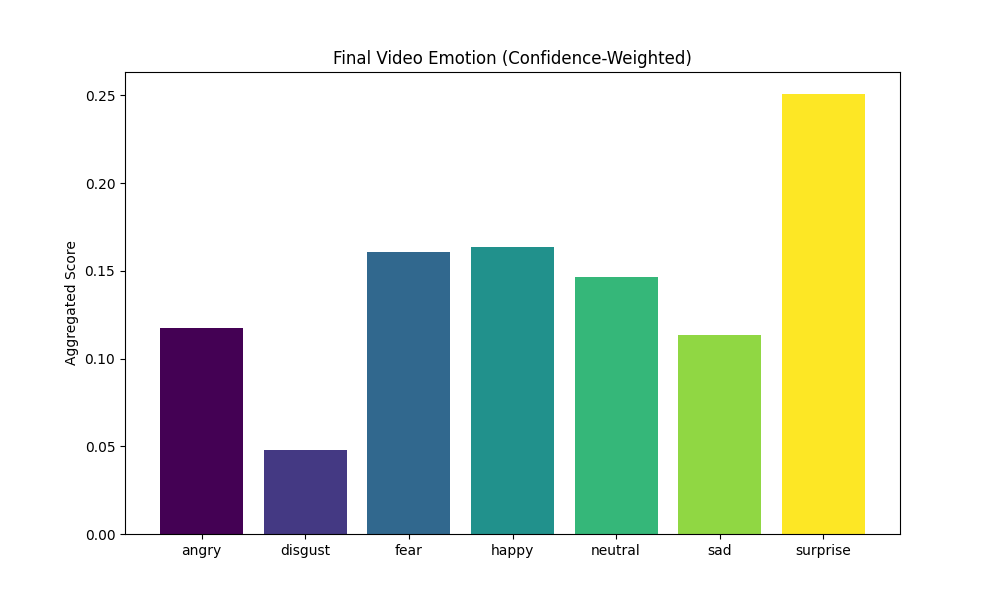 Final Video Emotion (Confidence-Weighted)
Aggregated Score
0.25
0.20
0.15
0.10
0.05
0.00
angry disgust fear happy neutral sad surprise